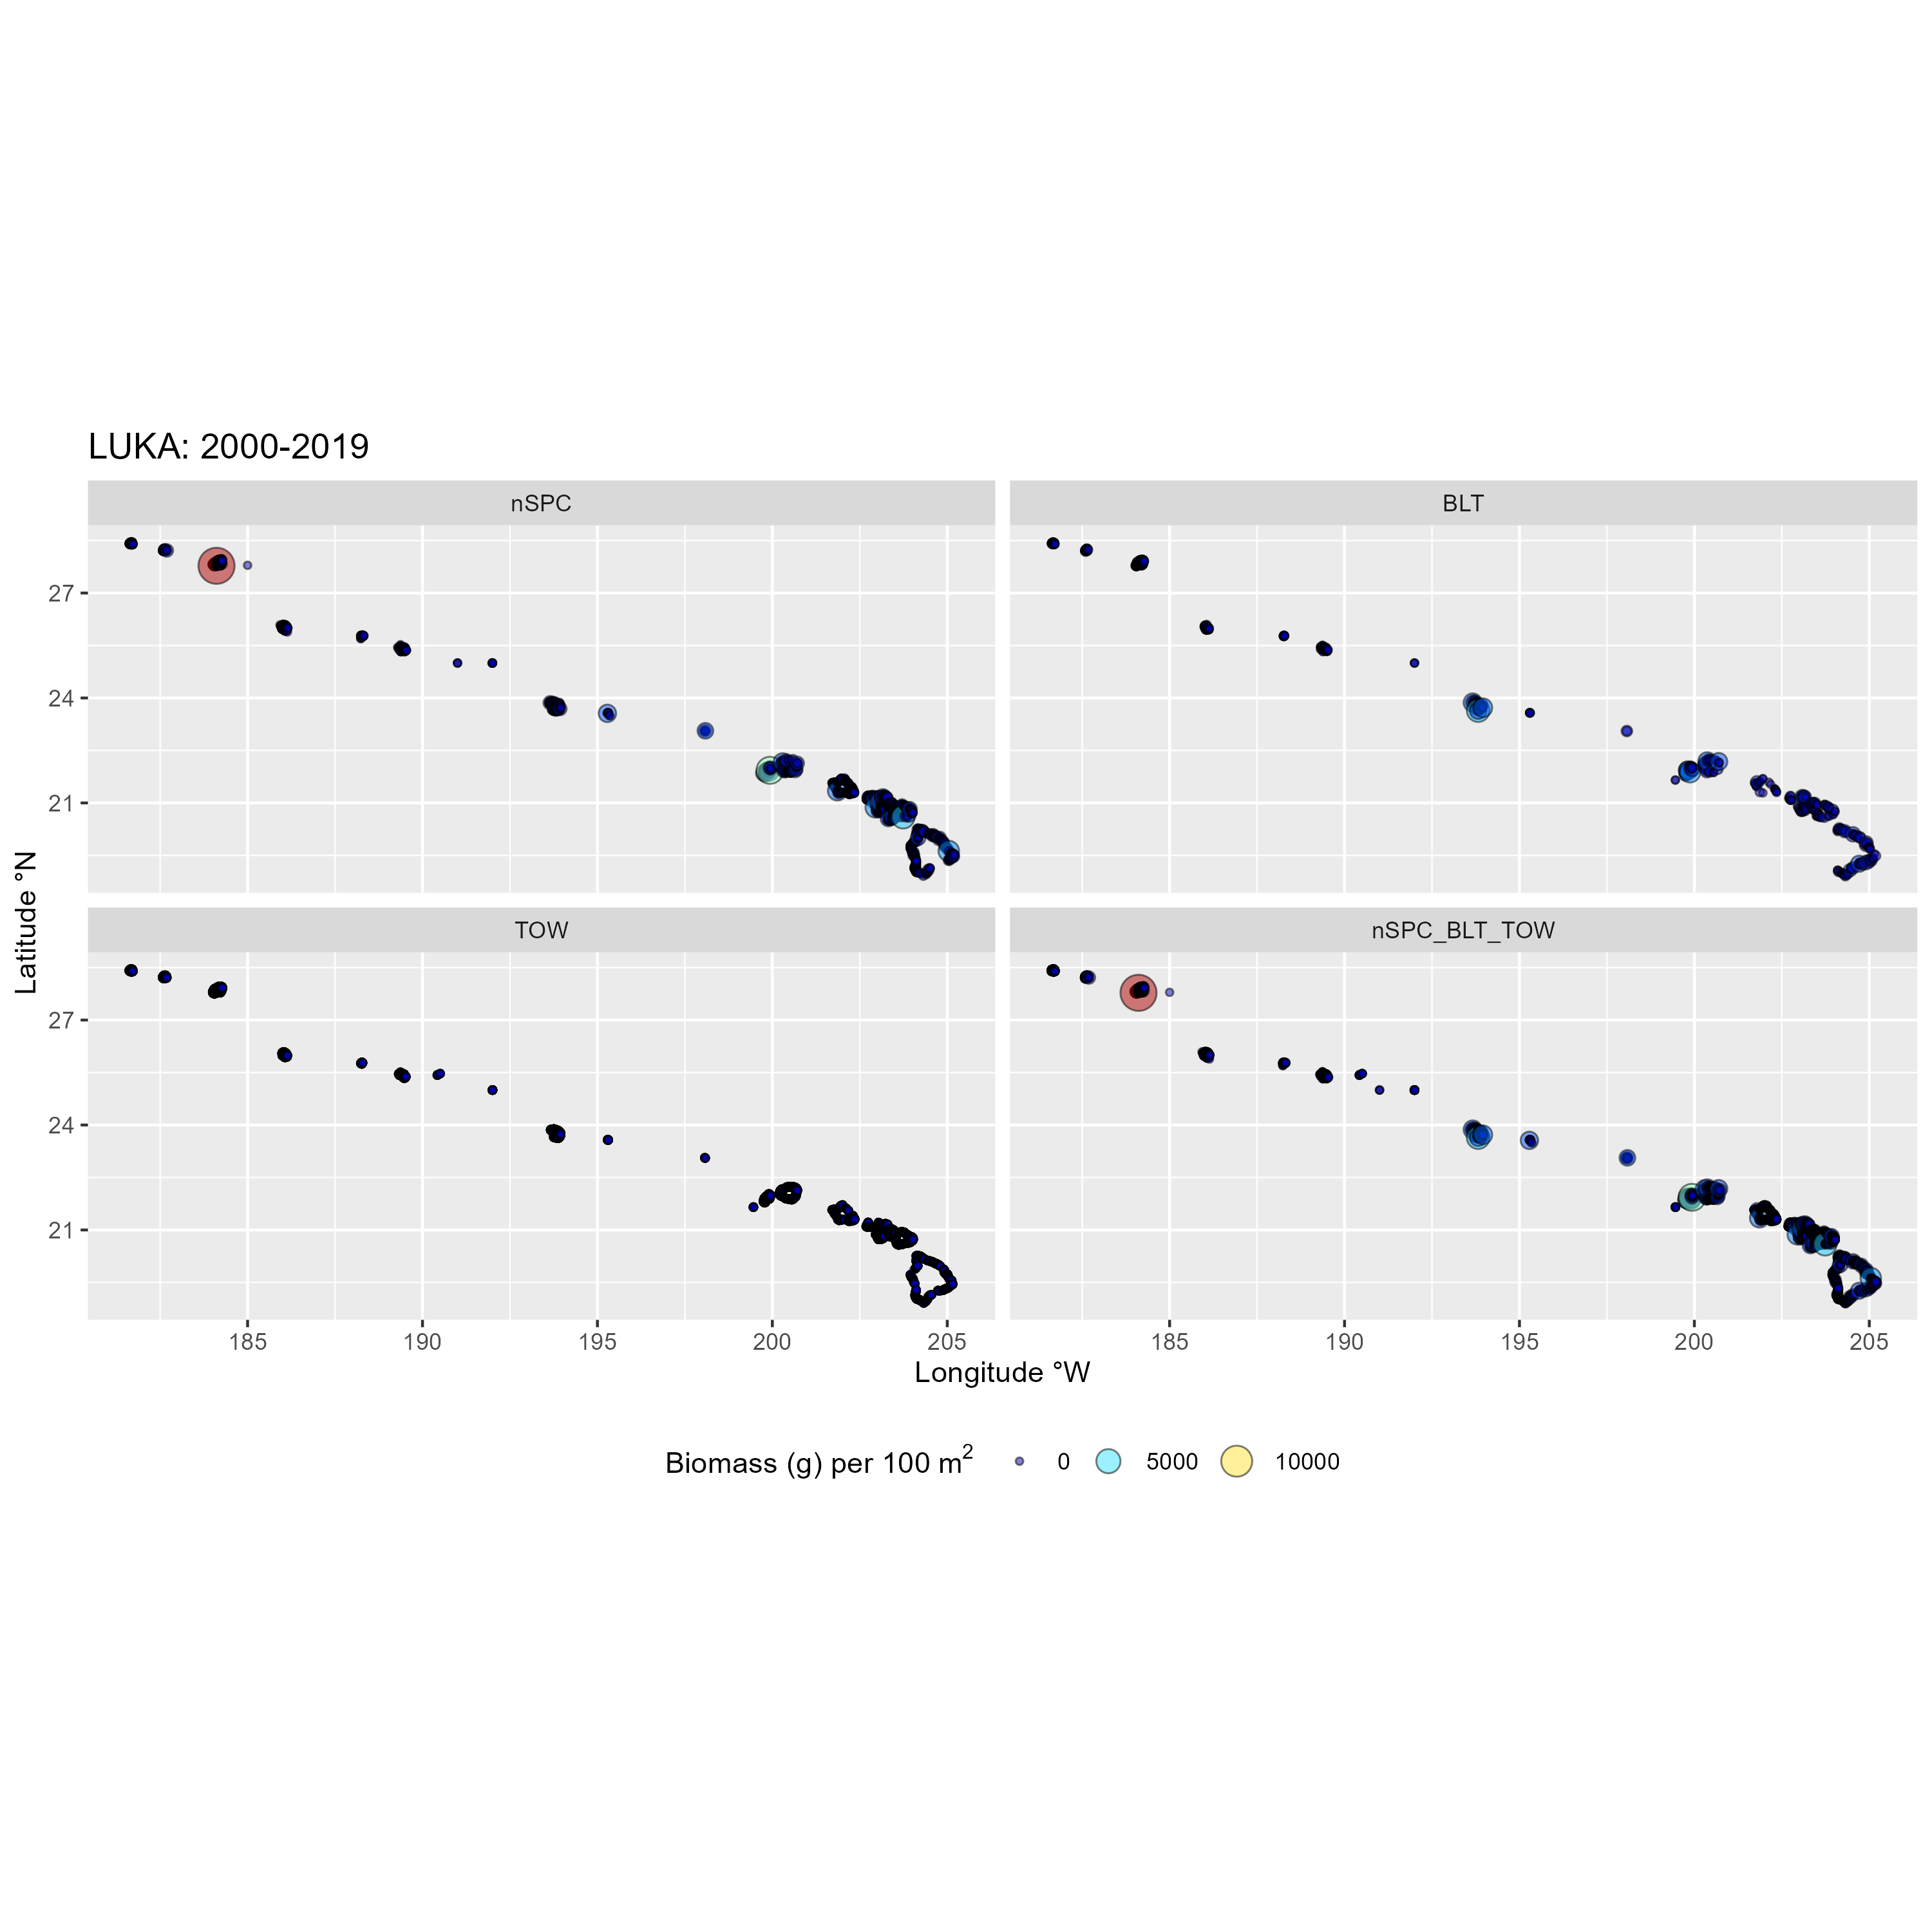 LUKA: 2000-2019
nSPC
BLT
27
24
21
TOW
nSPC_BLT_TOW
27
24
21
185
190
195
200
205
185
190
195
200
205
Latitude °N
Longitude °W
Biomass (g) per 100 m² 0 5000 10000